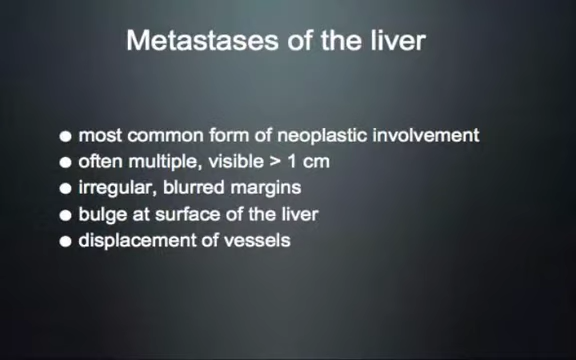 Metastases of the liver
● most common form of neoplastic involvement
● often multiple, visible > 1 cm
● irregular, blurred margins
● bulge at surface of the liver
● displacement of vessels